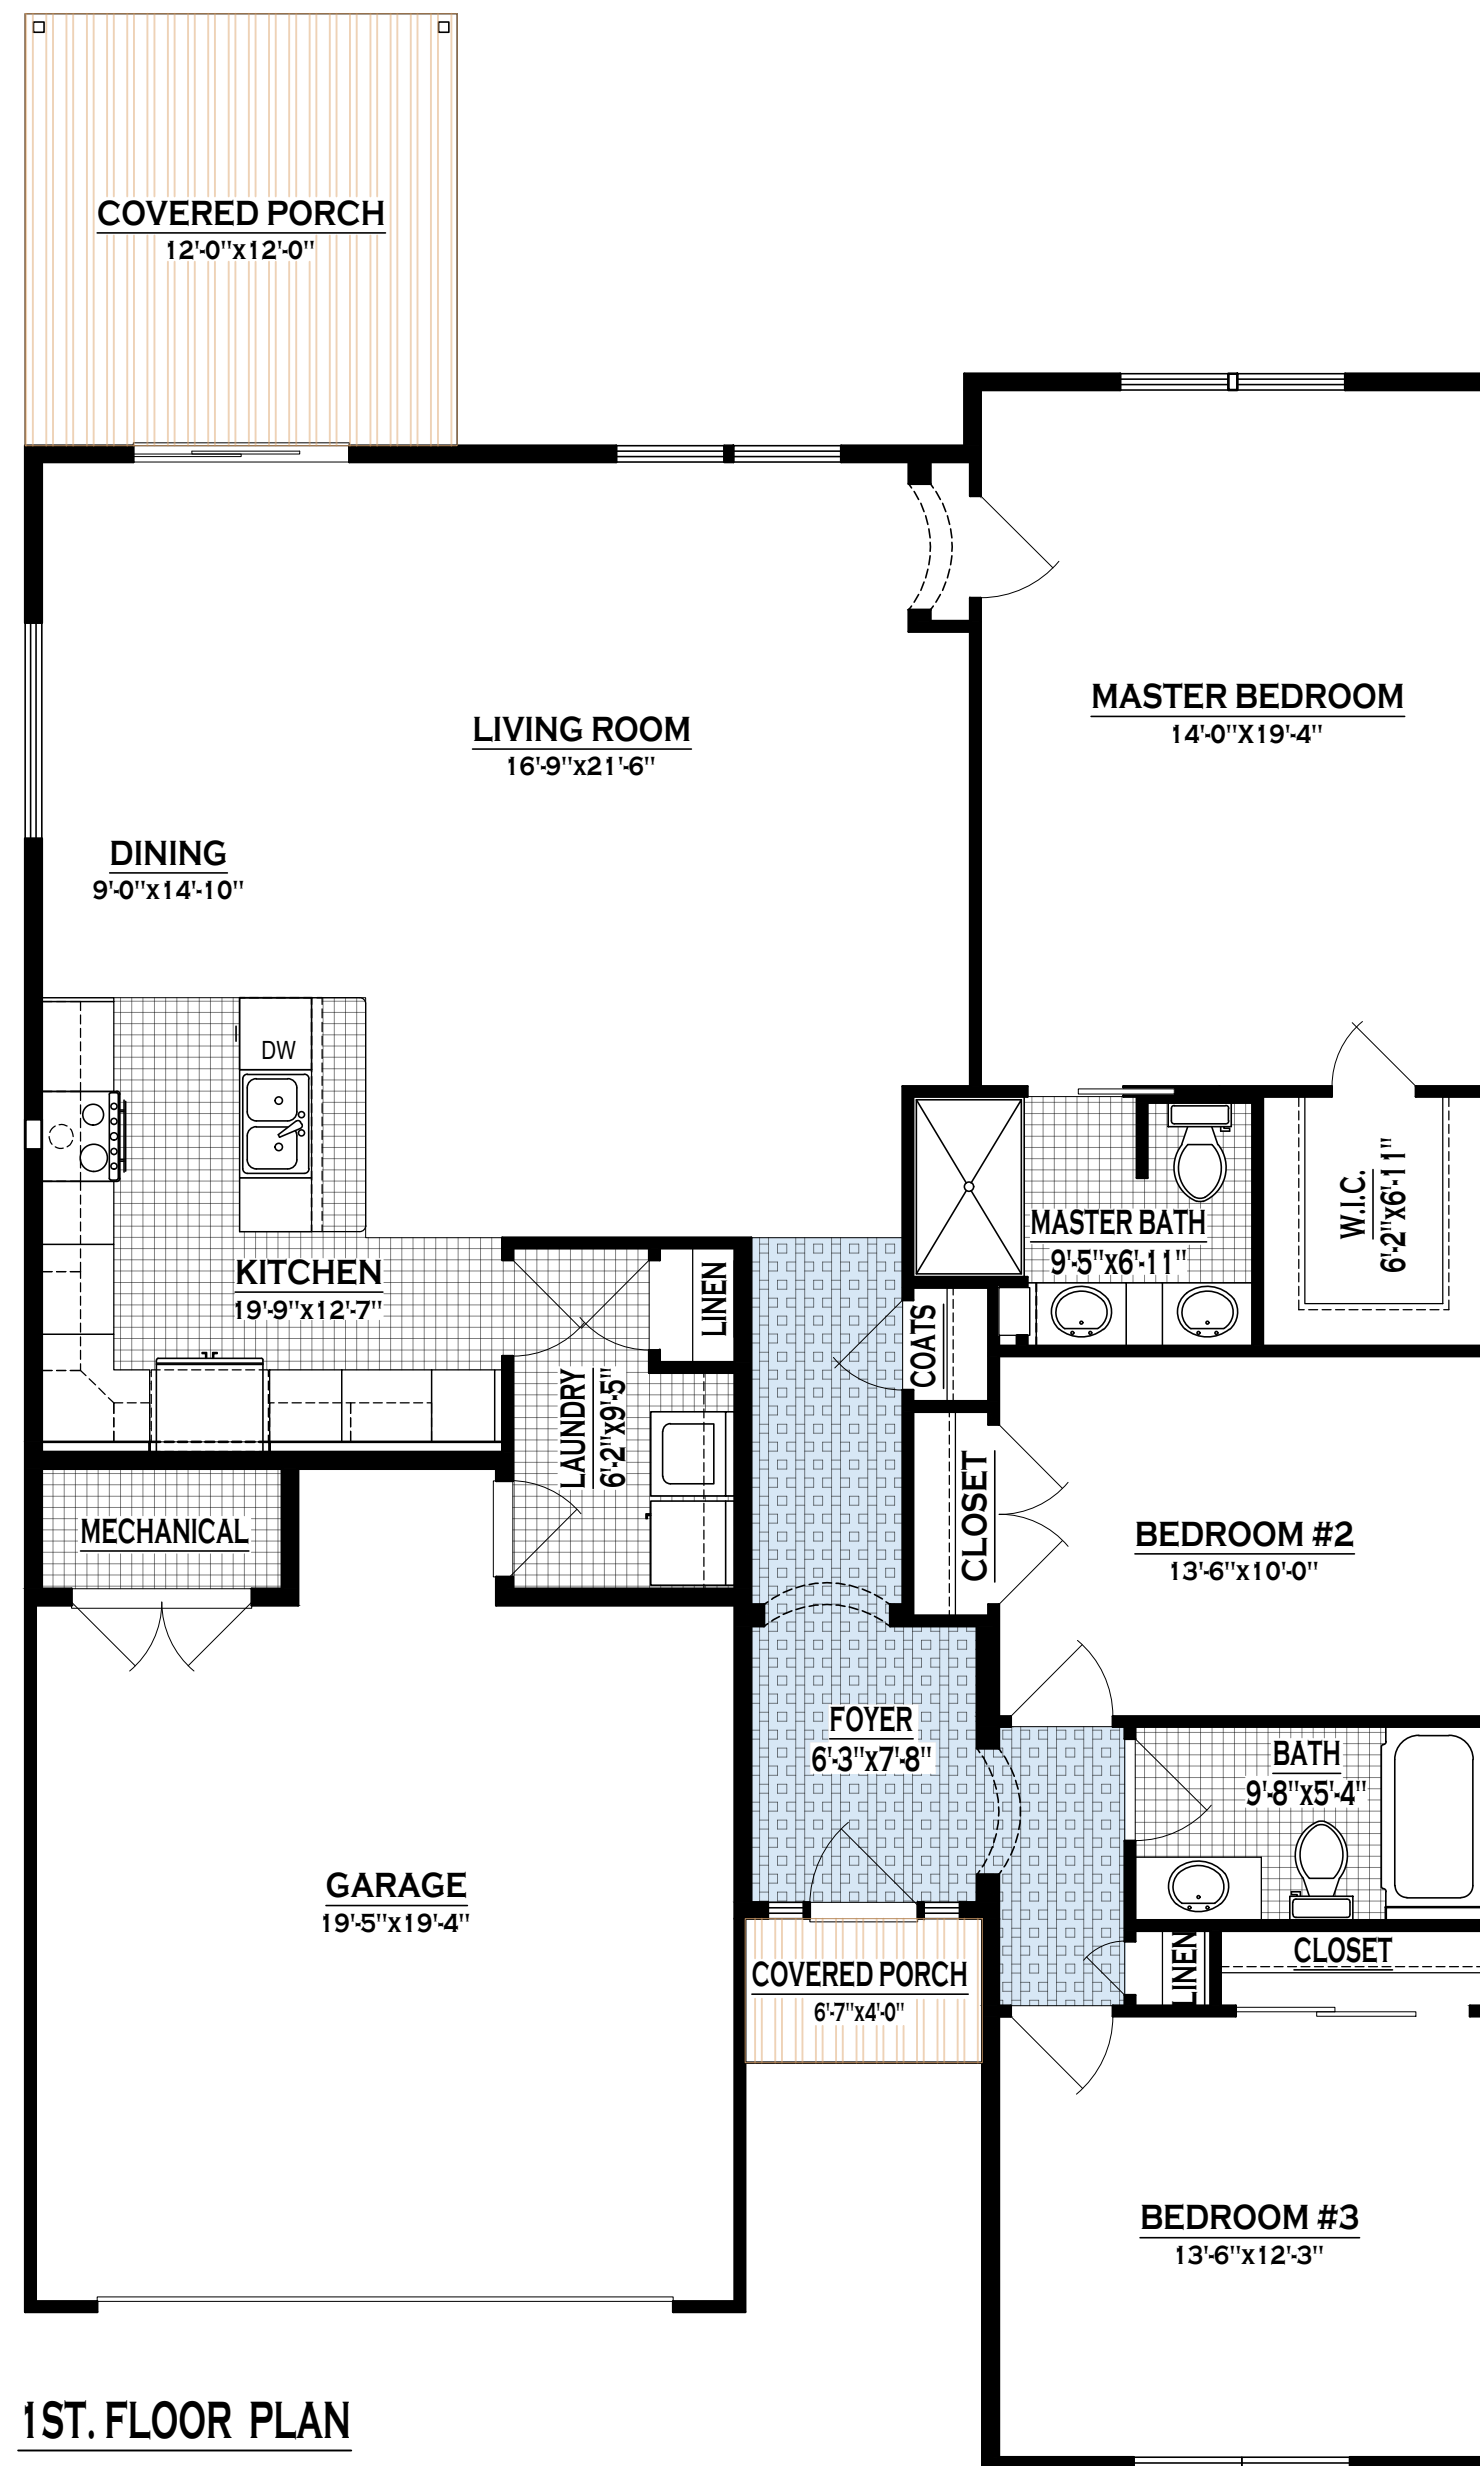 COVERED PORCH
12'-0"x12'-0"
MASTER BEDROOM
14'-0"X19'-4"
LIVING ROOM
16'-9"x21'-6"
DINING
9'-0"x14'-10"
DW
W.I.C.
6'-2"x6'-11"
MASTER BATH
9'-5"x6'-11"
KITCHEN
19'-9"x12'-7"
LINEN
COATS
LAUNDRY
6'-2"x9'-5"
CLOSET
MECHANICAL
BEDROOM #2
13'-6"x10'-0"
FOYER
6'-3"x7'-8"
BATH
9'-8"x5'-4"
GARAGE
19'-5"x19'-4"
LINEN
CLOSET
COVERED PORCH
6'-7"x4'-0"
BEDROOM #3
13'-6"x12'-3"
1ST. FLOOR PLAN